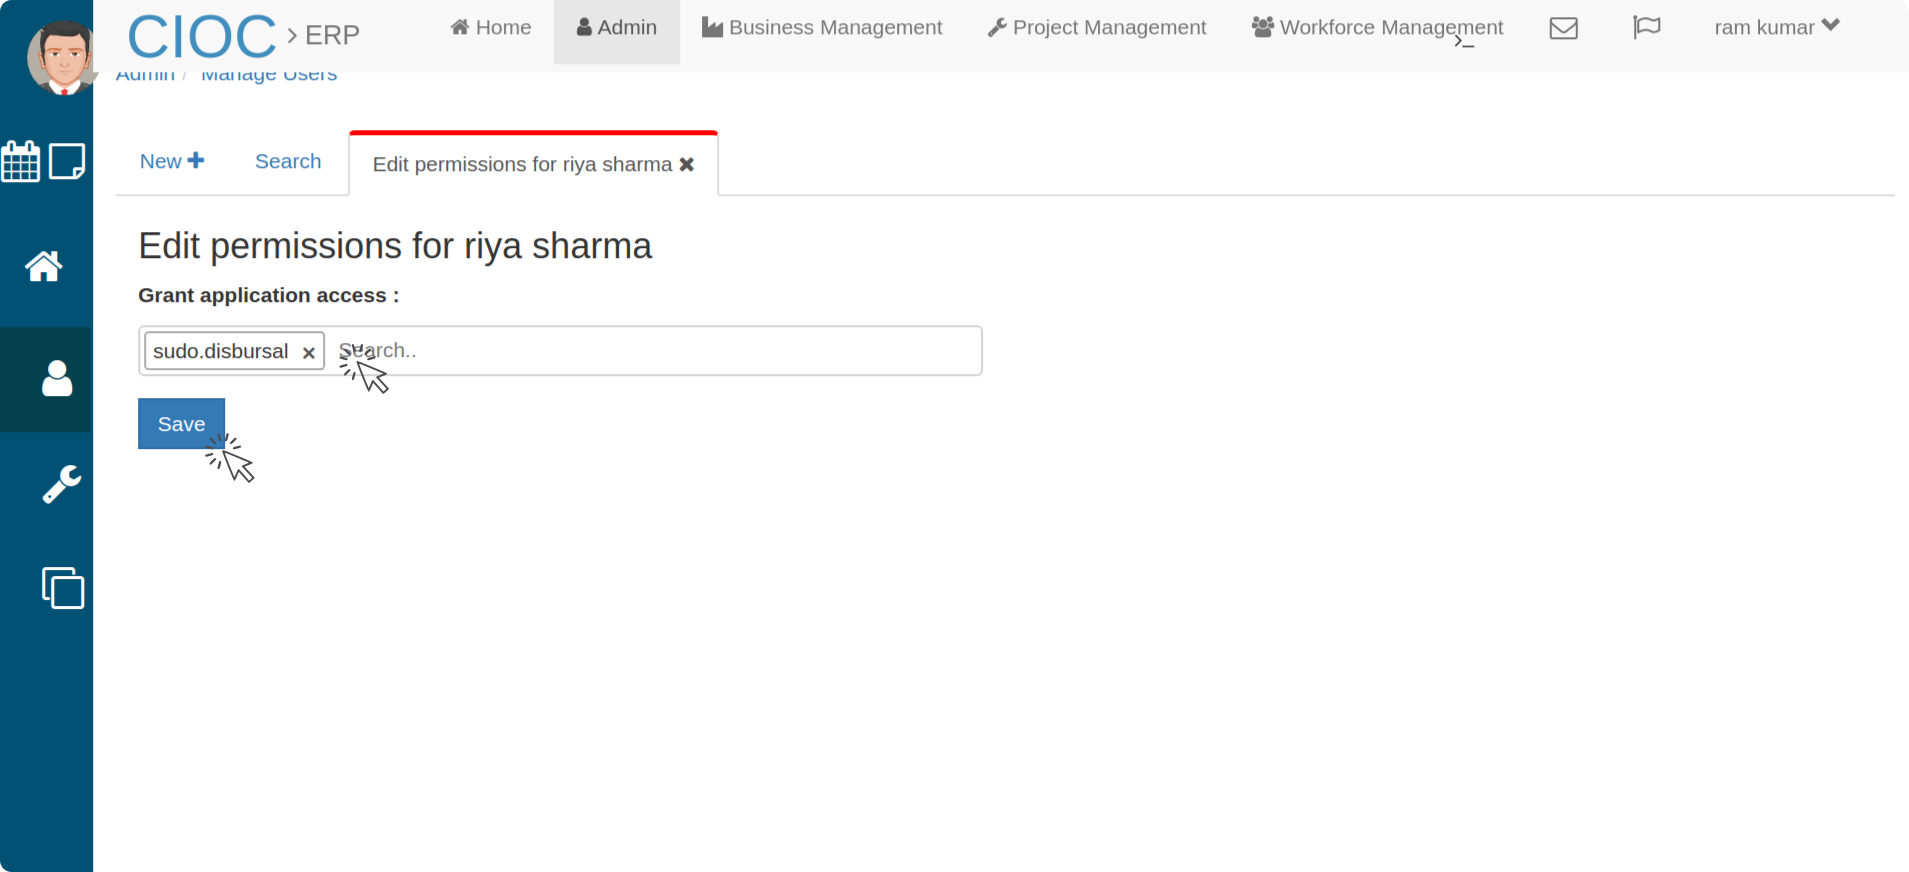 CIOC > ERP Home Admin Business Management Project Management Workforce Management ram kumar
Admin / Manage Users
New Search Edit permissions for riya sharma
Edit permissions for riya sharma
Grant application access :
sudo.disbursal × Search..
Save